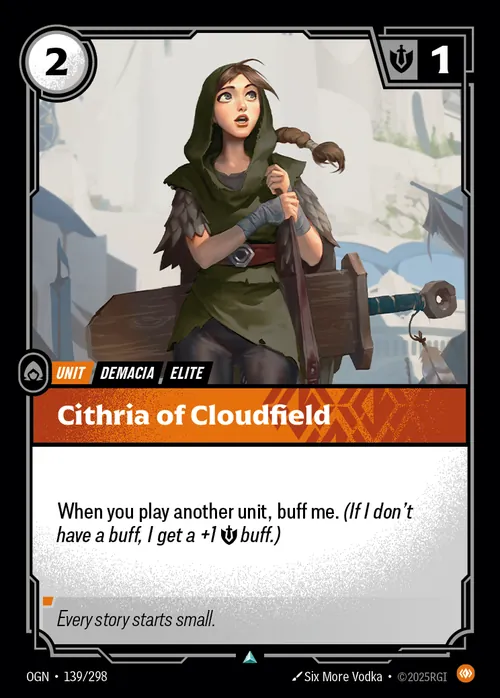 2
1
UNIT DEMACIA ELITE
Cithria of Cloudfield
When you play another unit, buff me. (If I don't
have a buff, I get a +1 buff.)
Every story starts small.
OGN • 139/298
Six More Vodka • ©2025RGI